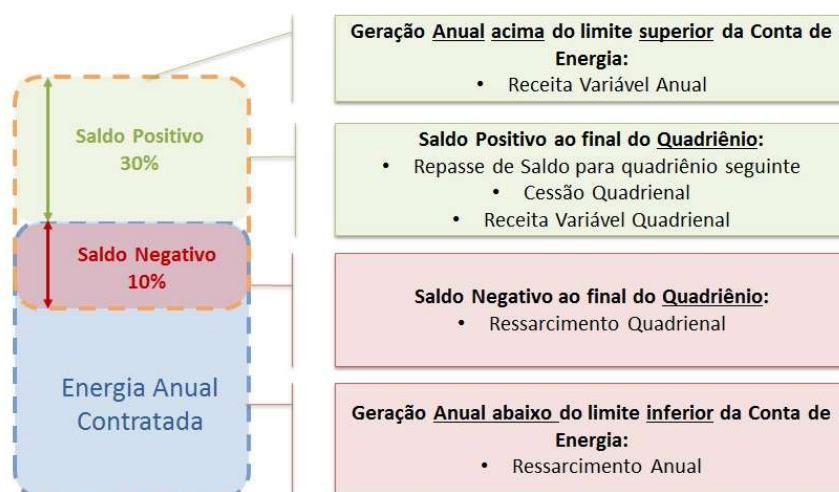 Geração Anual acima do limite superior da Conta de
Energia:
• Receita Variável Anual
Saldo Positivo
30%
Saldo Positivo ao final do Quadriênio:
• Repasse de Saldo para quadriênio seguinte
• Cessão Quadrienal
• Receita Variável Quadrienal
Saldo Negativo
10%
Saldo Negativo ao final do Quadriênio:
• Ressarcimento Quadrienal
Energia Anual
Contratada
Geração Anual abaixo do limite inferior da Conta de
Energia:
• Ressarcimento Anual